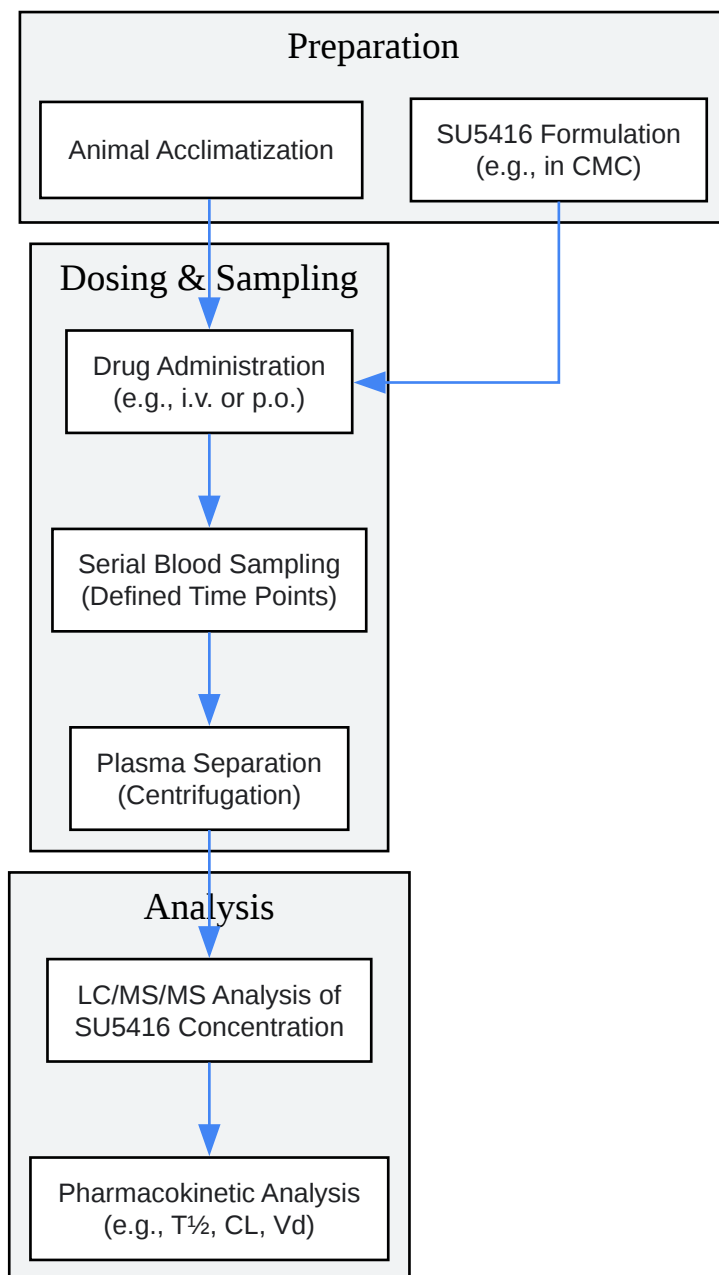 Preparation
Animal Acclimatization
SU5416 Formulation
(e.g., in CMC)
Dosing & Sampling
Drug Administration
(e.g., i.v. or p.o.)
Serial Blood Sampling
(Defined Time Points)
Plasma Separation
(Centrifugation)
Analysis
LC/MS/MS Analysis of
SU5416 Concentration
Pharmacokinetic Analysis
(e.g., T½, CL, Vd)